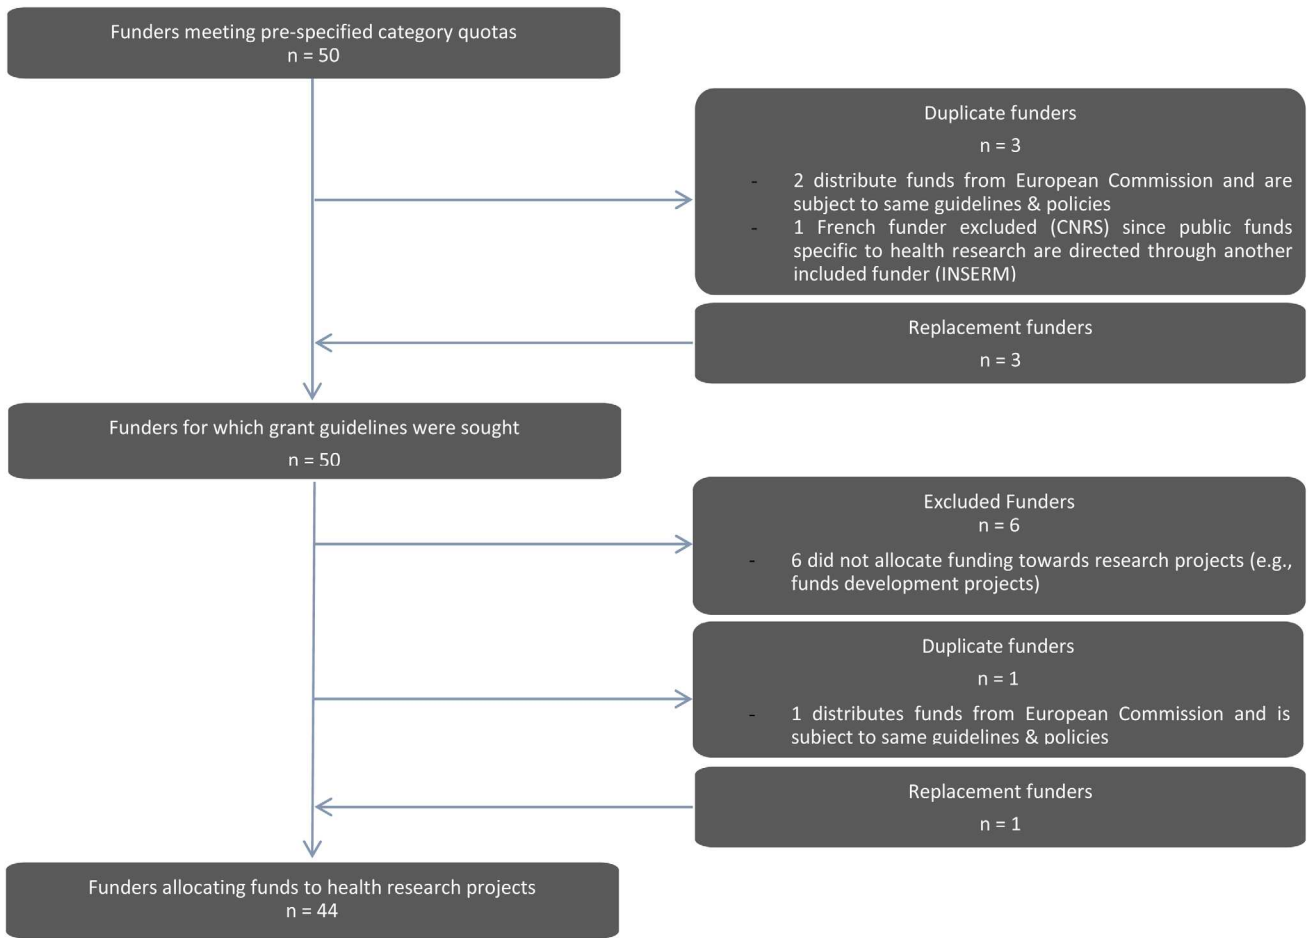 Funders meeting pre-specified category quotas
n = 50
Duplicate funders
n = 3
- 2 distribute funds from European Commission and are
subject to same guidelines & policies
- 1 French funder excluded (CNRS) since public funds
specific to health research are directed through another
included funder (INSERM)
Replacement funders
n = 3
Funders for which grant guidelines were sought
n = 50
Excluded Funders
n = 6
- 6 did not allocate funding towards research projects (e.g.,
funds development projects)
Duplicate funders
n = 1
- 1 distributes funds from European Commission and is
subject to same guidelines & policies
Replacement funders
n = 1
Funders allocating funds to health research projects
n = 44